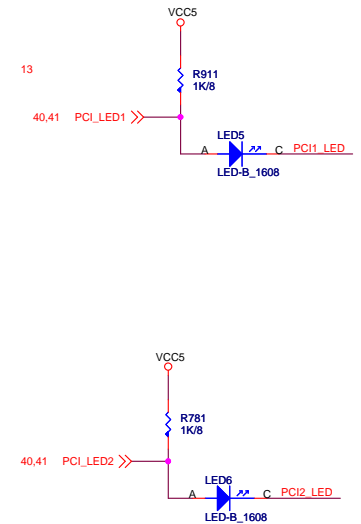 VCC5
13
R911
1K/8
40,41 PCI_LED1
LED5
A C PCI1_LED
LED-B_1608
VCC5
R781
1K/8
40,41 PCI_LED2
LED6
A C PCI2_LED
LED-B_1608